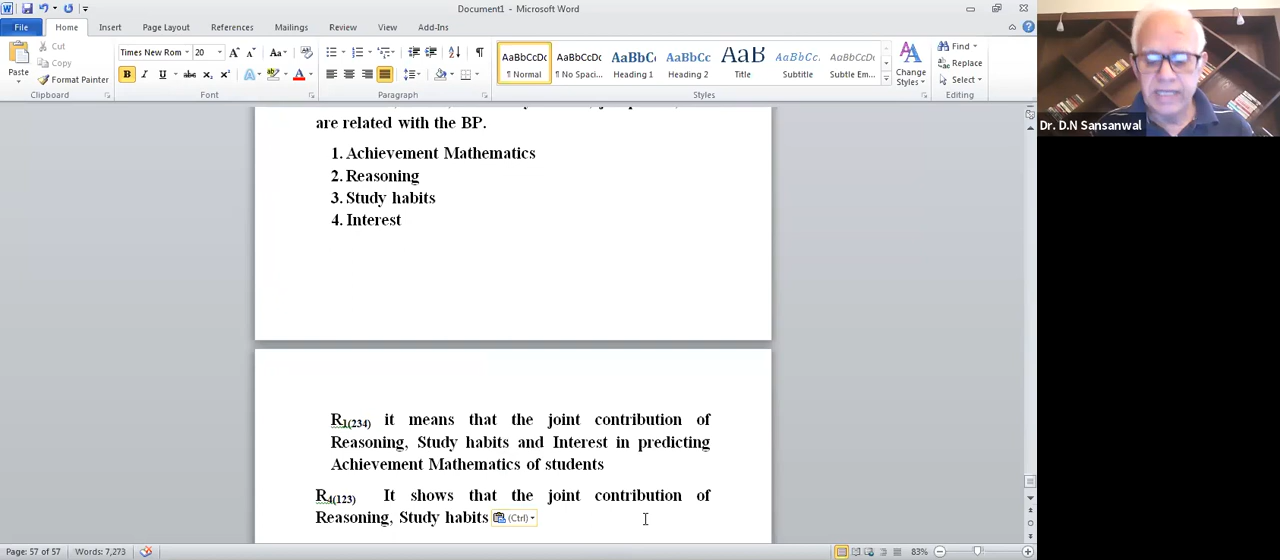 Document1 - Microsoft Word
File Home Insert Page Layout References Mailings Review View Add-Ins
Paste Cut Copy Format Painter Clipboard
Times New Rom 20 Font
Paragraph
AaBbCcDc ¶ Normal AaBbCcDc ¶ No Spaci... AaBbCc Heading 1 AaBbCc Heading 2 AaB Title AaBbCc. Subtitle AaBbCcDc Subtle Em... Change Styles Styles
Find Replace Select Editing
Dr. D.N Sansanwal
are related with the BP.
1. Achievement Mathematics
2. Reasoning
3. Study habits
4. Interest
R1(234) it means that the joint contribution of
Reasoning, Study habits and Interest in predicting
Achievement Mathematics of students
R4(123) It shows that the joint contribution of
Reasoning, Study habits (Ctrl)
Page: 57 of 57 Words: 7,273 83%